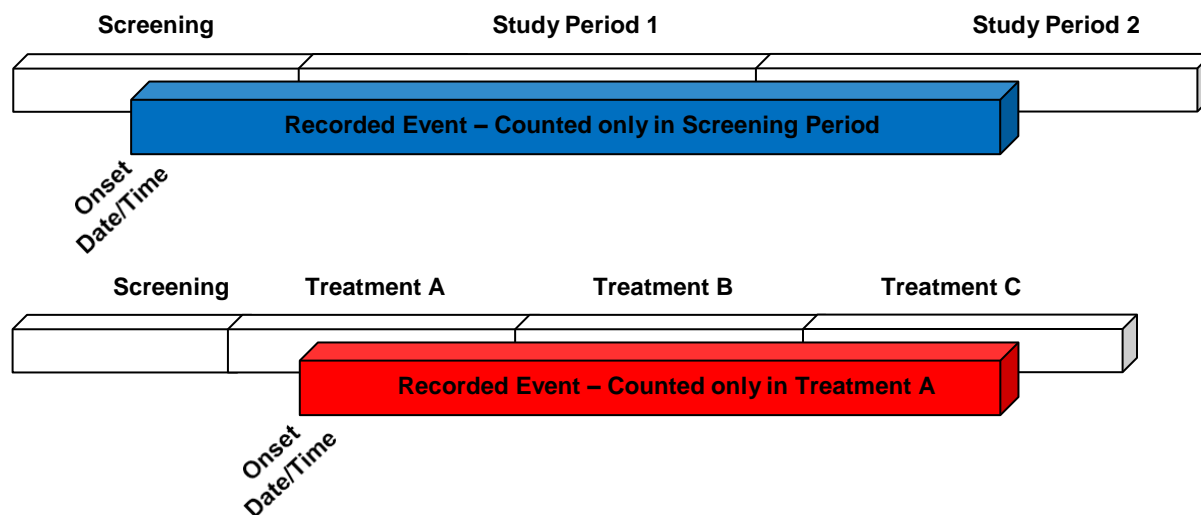 Screening Study Period 1 Study Period 2
Recorded Event – Counted only in Screening Period
Onset
Date/Time
Screening Treatment A Treatment B Treatment C
Recorded Event – Counted only in Treatment A
Onset
Date/Time